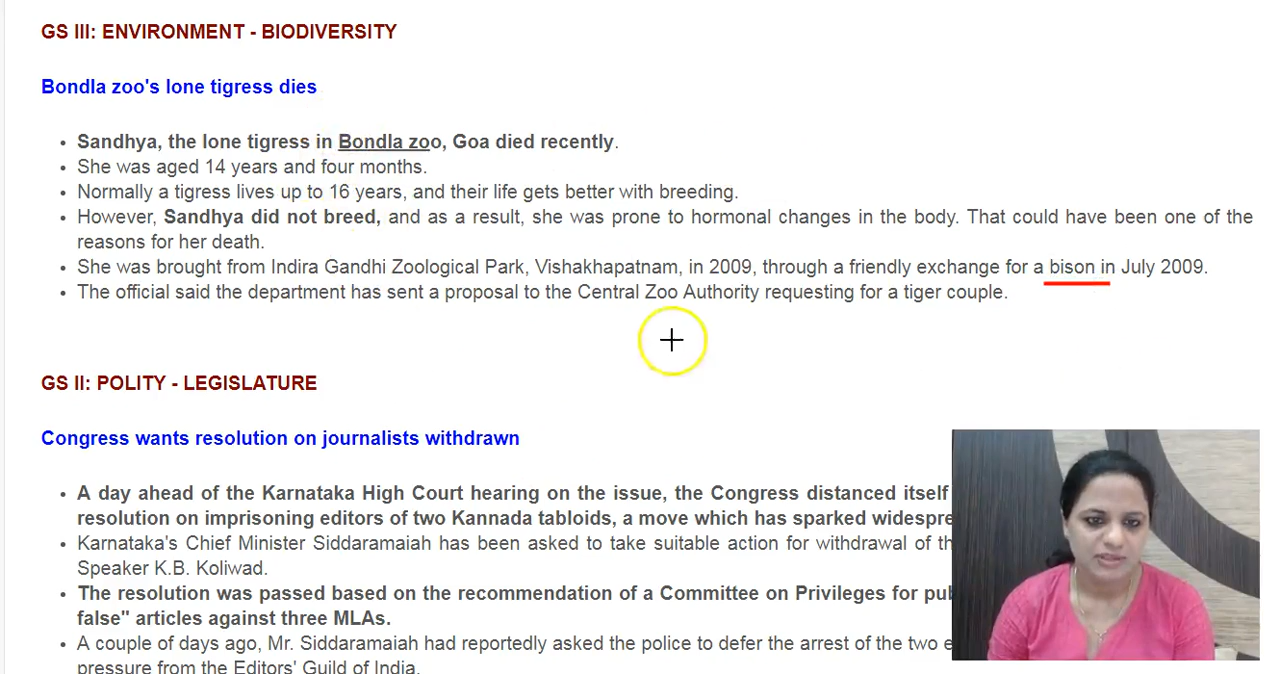 GS III: ENVIRONMENT - BIODIVERSITY
Bondla zoo's lone tigress dies
• Sandhya, the lone tigress in Bondla zoo, Goa died recently.
• She was aged 14 years and four months.
• Normally a tigress lives up to 16 years, and their life gets better with breeding.
• However, Sandhya did not breed, and as a result, she was prone to hormonal changes in the body. That could have been one of the
reasons for her death.
• She was brought from Indira Gandhi Zoological Park, Vishakhapatnam, in 2009, through a friendly exchange for a bison in July 2009.
• The official said the department has sent a proposal to the Central Zoo Authority requesting for a tiger couple.
GS II: POLITY - LEGISLATURE
Congress wants resolution on journalists withdrawn
• A day ahead of the Karnataka High Court hearing on the issue, the Congress distanced itself
resolution on imprisoning editors of two Kannada tabloids, a move which has sparked
• Karnataka's Chief Minister Siddaramaiah has been asked to take suitable action for withdrawal of
Speaker K.B. Koliwad.
• The resolution was passed based on the recommendation of a Committee on Privileges for
false" articles against three MLAs.
• A couple of days ago, Mr. Siddaramaiah had reportedly asked the police to defer the arrest of the two
pressure from the Editors' Guild of India.